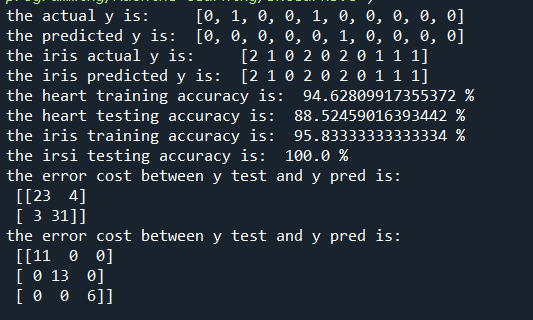 the actual y is:     [0, 1, 0, 0, 1, 0, 0, 0, 0, 0]
the predicted y is:  [0, 0, 0, 0, 0, 1, 0, 0, 0, 0]
the iris actual y is:     [2 1 0 2 0 2 0 1 1 1]
the iris predicted y is:  [2 1 0 2 0 2 0 1 1 1]
the heart training accuracy is:  94.62809917355372 %
the heart testing accuracy is:  88.52459016393442 %
the iris training accuracy is:  95.83333333333334 %
the irsi testing accuracy is:  100.0 %
the error cost between y test and y pred is:
 [[23  4]
 [ 3 31]]
the error cost between y test and y pred is:
 [[11  0  0]
 [ 0 13  0]
 [ 0  0  6]]